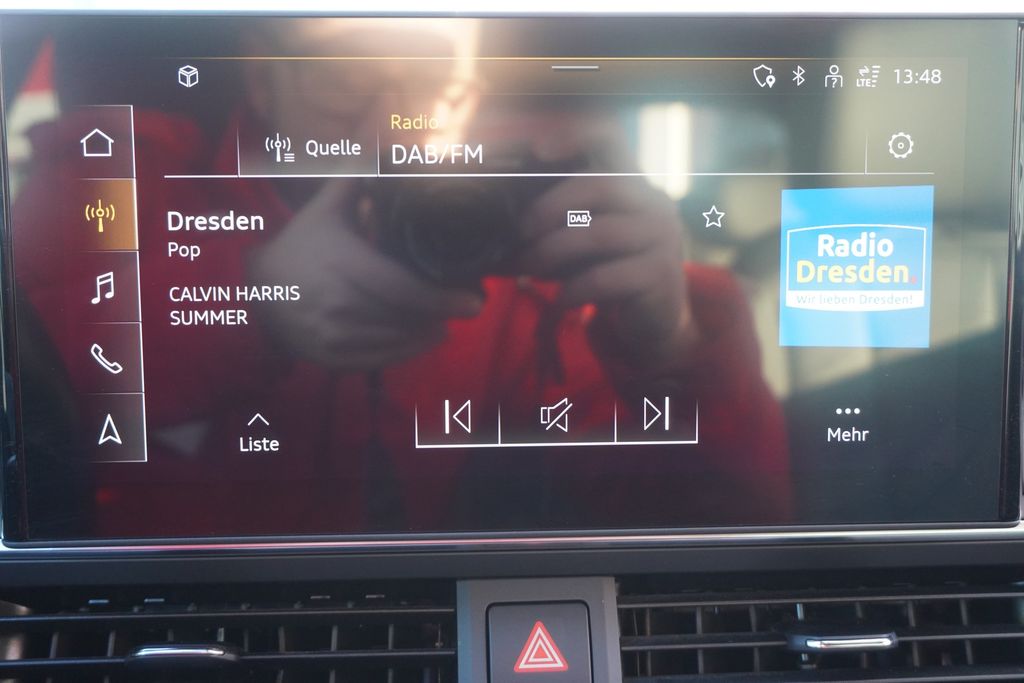 LTE 13:48
Radio
Quelle DAB/FM
Dresden
DAB
Pop
CALVIN HARRIS
SUMMER
Radio
Dresden.
Wir lieben Dresden!
Liste
Mehr